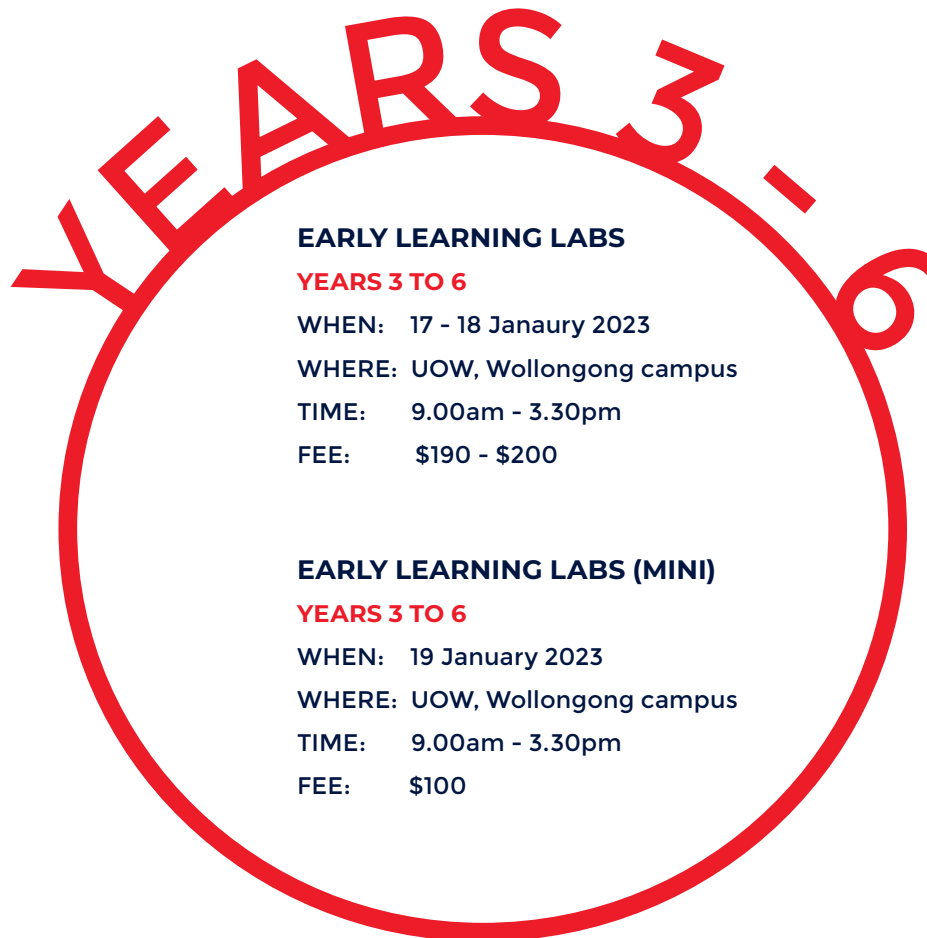 YEARS 3 - 6
EARLY LEARNING LABS
YEARS 3 TO 6
WHEN: 17 - 18 Janaury 2023
WHERE: UOW, Wollongong campus
TIME: 9.00am - 3.30pm
FEE: $190 - $200
EARLY LEARNING LABS (MINI)
YEARS 3 TO 6
WHEN: 19 January 2023
WHERE: UOW, Wollongong campus
TIME: 9.00am - 3.30pm
FEE: $100